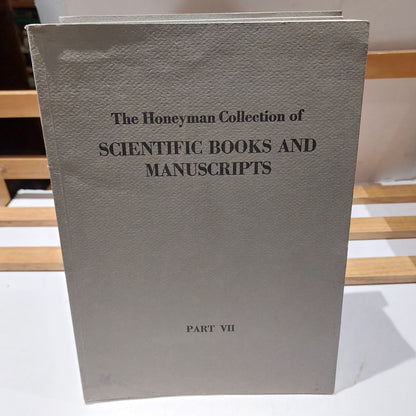 The Honeyman Collection of
SCIENTIFIC BOOKS AND
MANUSCRIPTS
PART VII